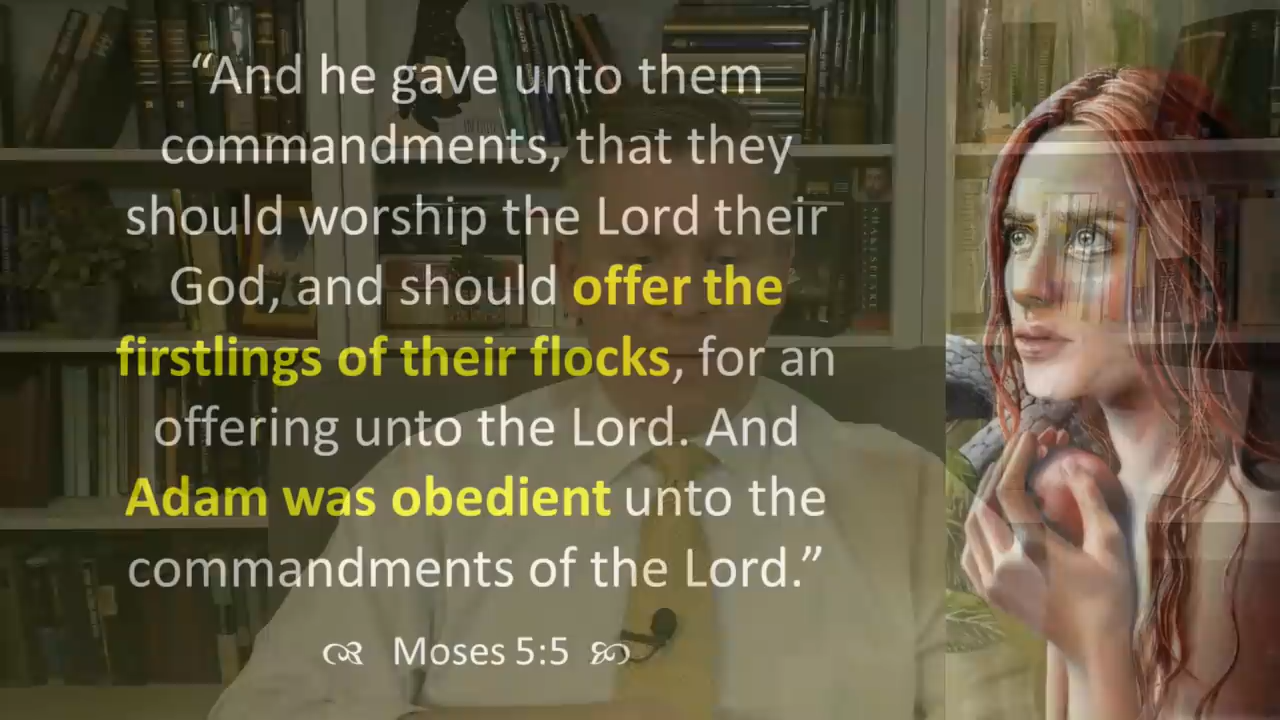 “And he gave unto them
commandments, that they
should worship the Lord their
God, and should offer the
firstlings of their flocks, for an
offering unto the Lord. And
Adam was obedient unto the
commandments of the Lord.”
Moses 5:5
SHAKESPEARE